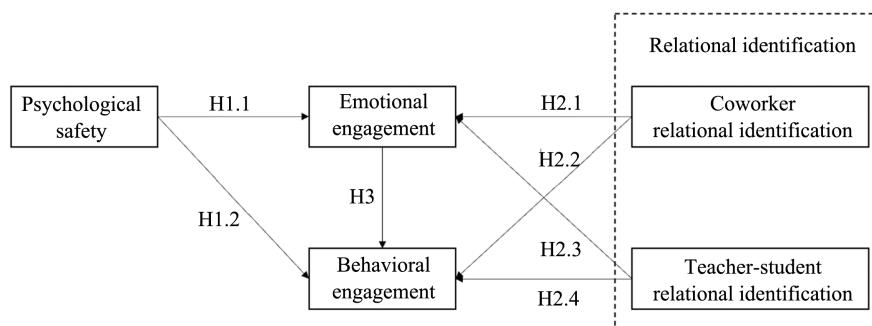 Relational identification
Psychological
safety
H1.1
Emotional
engagement
H2.1
Coworker
relational identification
H2.2
H3
H1.2
H2.3
Behavioral
engagement
H2.4
Teacher-student
relational identification